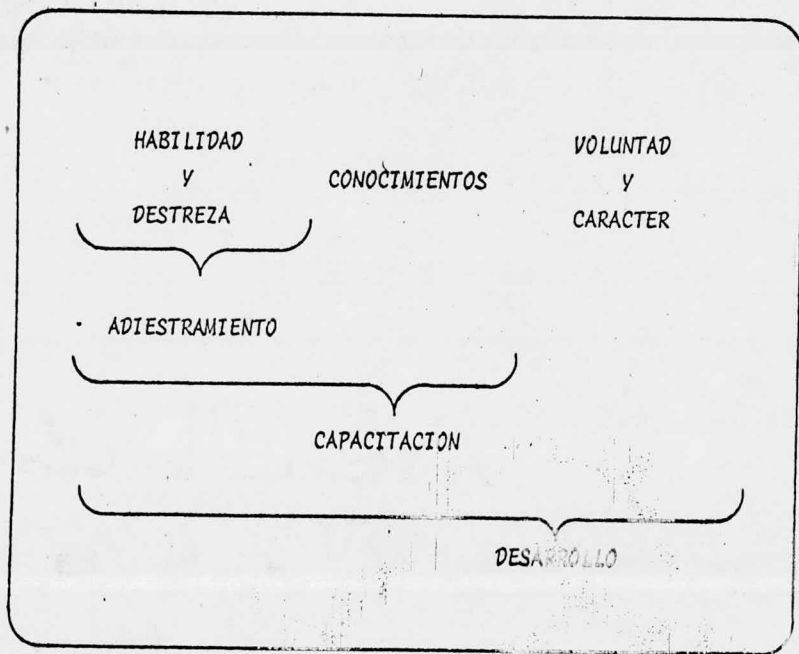 HABILIDAD
Y
DESTREZA
CONOCIMIENTOS
VOLUNTAD
Y
CARACTER
ADIESTRAMIENTO
CAPACITACION
DESARROLLO